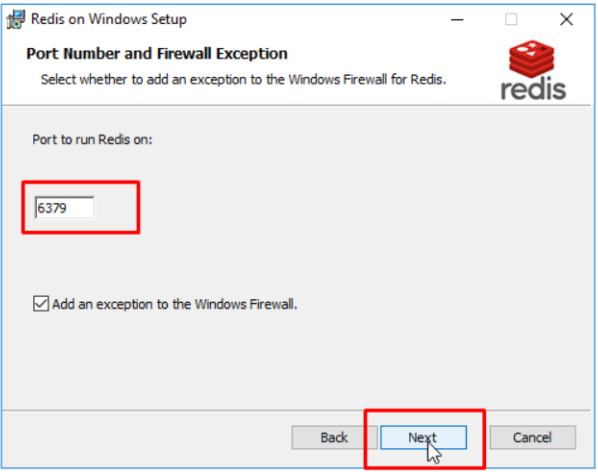 Redis on Windows Setup
Port Number and Firewall Exception
Select whether to add an exception to the Windows Firewall for Redis.
redis
Port to run Redis on:
6379
Add an exception to the Windows Firewall.
Back Next Cancel